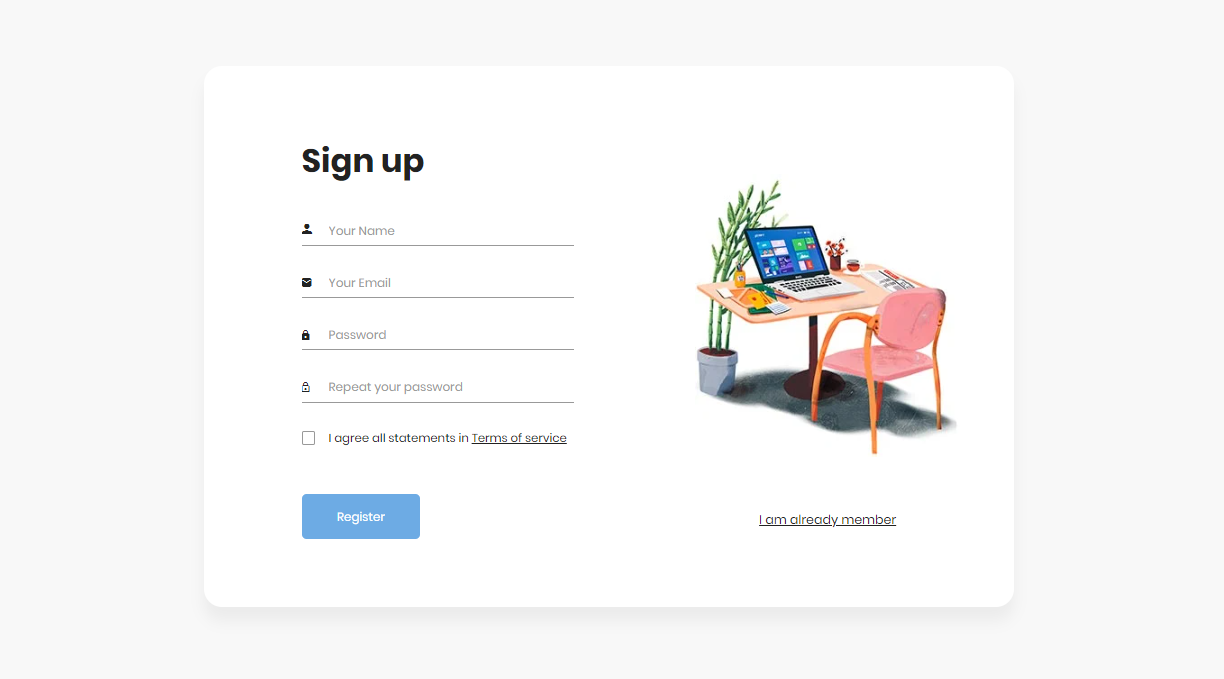 Sign up
Your Name
Your Email
Password
Repeat your password
I agree all statements in Terms of service
Register
I am already member